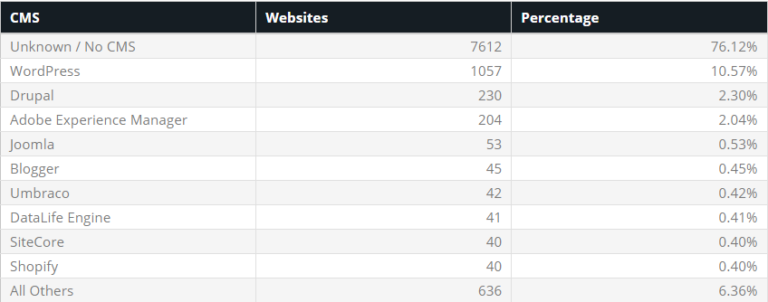 CMS Websites Percentage
Unknown / No CMS 7612 76.12%
WordPress 1057 10.57%
Drupal 230 2.30%
Adobe Experience Manager 204 2.04%
Joomla 53 0.53%
Blogger 45 0.45%
Umbraco 42 0.42%
DataLife Engine 41 0.41%
SiteCore 40 0.40%
Shopify 40 0.40%
All Others 636 6.36%